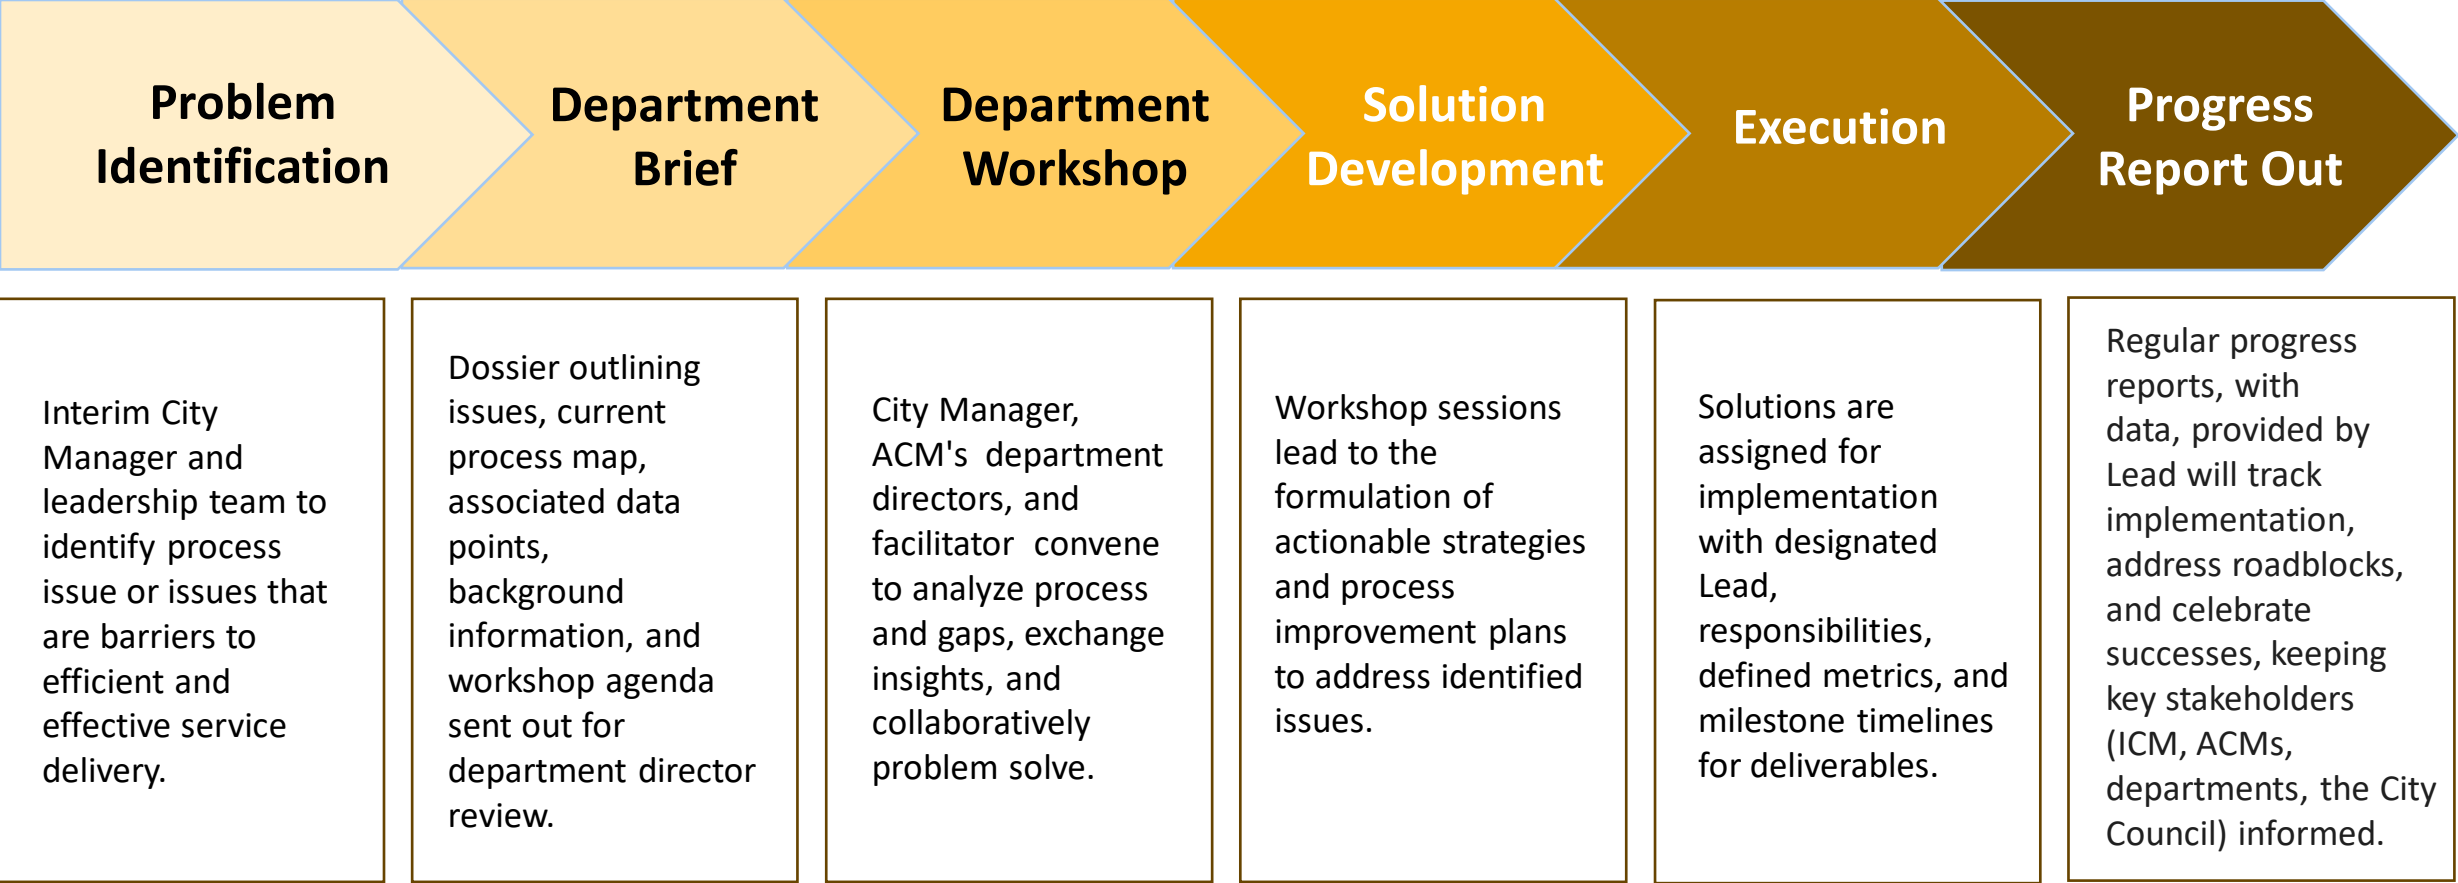 Problem
Identification
Department
Brief
Department
Workshop
Solution
Development
Execution
Progress
Report Out
Interim City
Manager and
leadership team to
identify process
issue or issues that
are barriers to
efficient and
effective service
delivery.
Dossier outlining
issues, current
process map,
associated data
points,
background
information, and
workshop agenda
sent out for
department director
review.
City Manager,
ACM's department
directors, and
facilitator convene
to analyze process
and gaps, exchange
insights, and
collaboratively
problem solve.
Workshop sessions
lead to the
formulation of
actionable strategies
and process
improvement plans
to address identified
issues.
Solutions are
assigned for
implementation
with designated
Lead,
responsibilities,
defined metrics, and
milestone timelines
for deliverables.
Regular progress
reports, with
data, provided by
Lead will track
implementation,
address roadblocks,
and celebrate
successes, keeping
key stakeholders
(ICM, ACMs,
departments, the City
Council) informed.